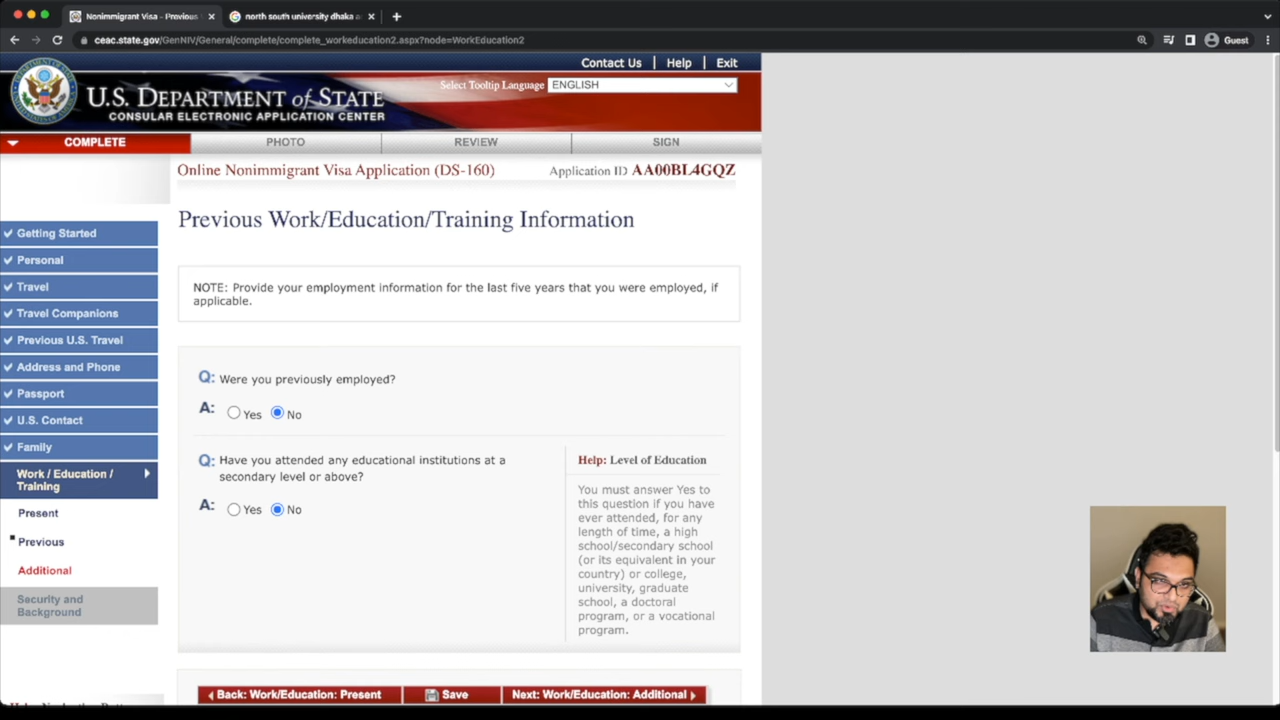 Nonimmigrant Visa - Previous
north south university dhaka a
ceac.state.gov/GenNIV/General/complete/complete_workeducation2.aspx?node=WorkEducation2
Guest
Contact Us | Help | Exit
Select Tooltip Language ENGLISH
U.S. DEPARTMENT of STATE
CONSULAR ELECTRONIC APPLICATION CENTER
COMPLETE PHOTO REVIEW SIGN
Online Nonimmigrant Visa Application (DS-160) Application ID AA00BL4GQZ
Previous Work/Education/Training Information
Getting Started
Personal
Travel
Travel Companions
Previous U.S. Travel
Address and Phone
Passport
U.S. Contact
Family
Work / Education /
Training
Present
Previous
Additional
Security and
Background
NOTE: Provide your employment information for the last five years that you were employed, if
applicable.
Q: Were you previously employed?
A: Yes No
Q: Have you attended any educational institutions at a
secondary level or above?
A: Yes No
Help: Level of Education
You must answer Yes to
this question if you have
ever attended, for any
length of time, a high
school/secondary school
(or its equivalent in your
country) or college,
university, graduate
school, a doctoral
program, or a vocational
program.
Back: Work/Education: Present Save Next: Work/Education: Additional